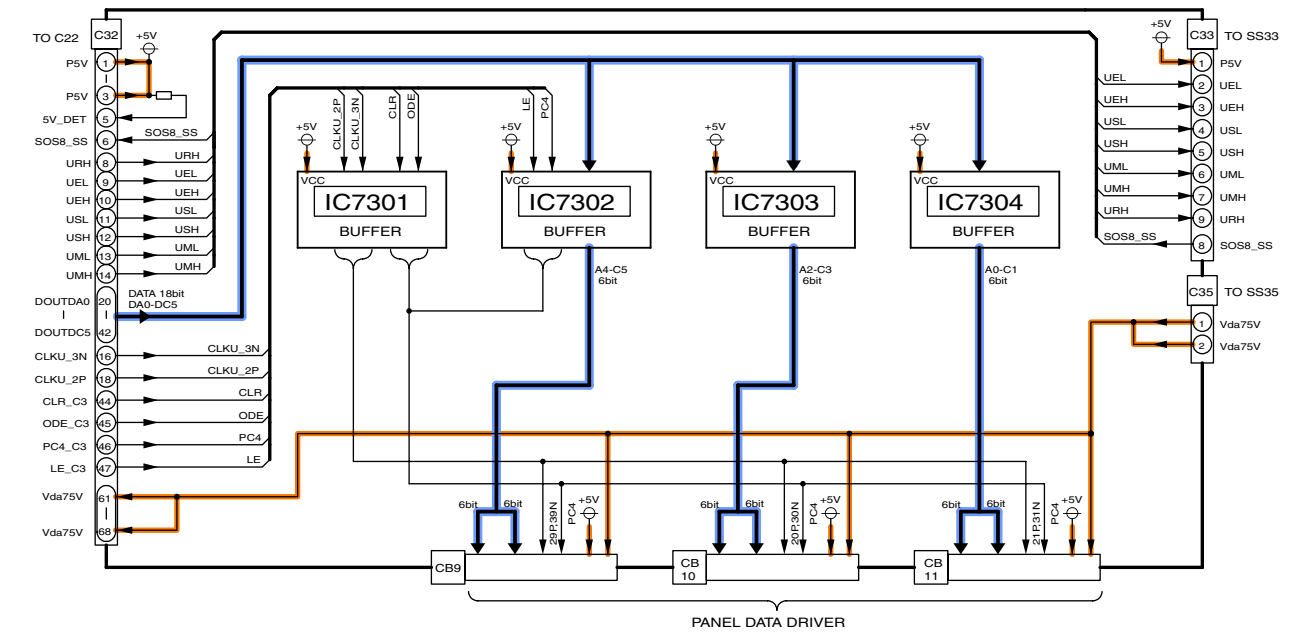 TO C22
C32
+5V
P5V
1
P5V
3
5V_DET
5
SOS8_SS
6
SOS8_SS
URH
8
URH
UEL
9
UEL
UEH
10
UEH
USL
11
USL
USH
12
USH
UML
13
UML
UMH
14
UMH
DOUTDA0
20
DATA 18bit
DA0-DC5
DOUTDC5
42
CLKU_3N
16
CLKU_3N
CLKU_2P
18
CLKU_2P
CLR_C3
44
CLR
ODE_C3
45
ODE
PC4_C3
46
PC4
LE_C3
47
LE
Vda75V
61
Vda75V
68
CLKU_2P
CLKU_3N
CLR
ODE
LE
PC4
+5V
VCC
IC7301
BUFFER
+5V
VCC
IC7302
BUFFER
+5V
VCC
IC7303
BUFFER
+5V
VCC
IC7304
BUFFER
A4-C5
6bit
A2-C3
6bit
A0-C1
6bit
+5V
C33
TO SS33
1
P5V
UEL
2
UEL
UEH
3
UEH
USL
4
USL
USH
5
USH
UML
6
UML
UMH
7
UMH
URH
9
URH
SOS8_SS
8
SOS8_SS
C35
TO SS35
1
Vda75V
2
Vda75V
6bit
6bit
29P,39N
PC4
+5V
6bit
6bit
20P,30N
PC4
+5V
6bit
6bit
21P,31N
PC4
+5V
CB9
CB
10
CB
11
PANEL DATA DRIVER